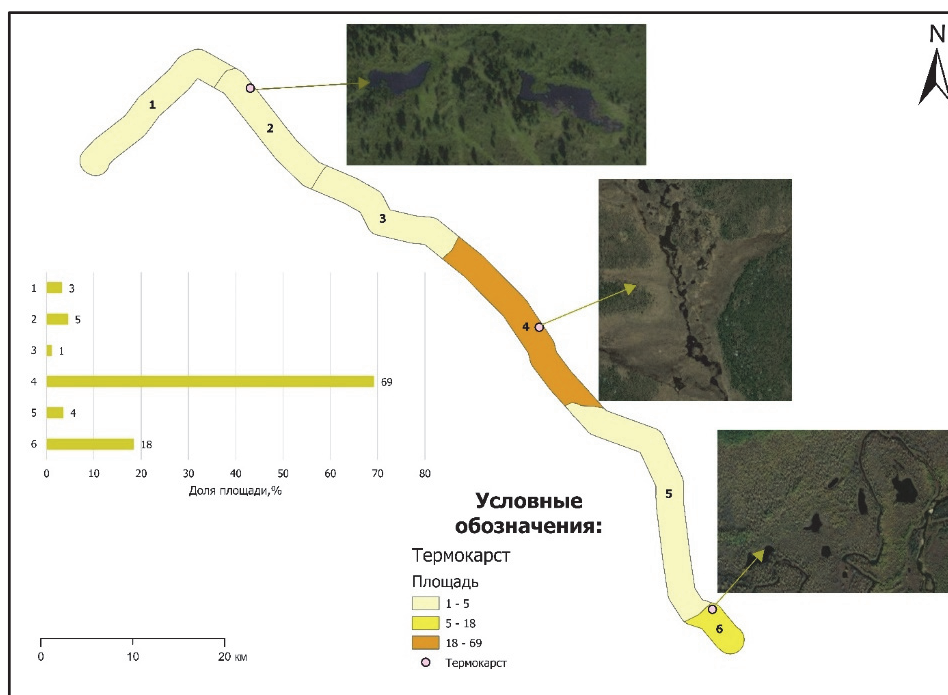 N
1
2
3
4
5
6
1 3
2 5
3 1
4 69
5 4
6 18
0 10 20 30 40 50 60 70 80
Доля площади,%
Условные
обозначения:
Термокарст
Площадь
1 - 5
5 - 18
18 - 69
Термокарст
0 10 20 км